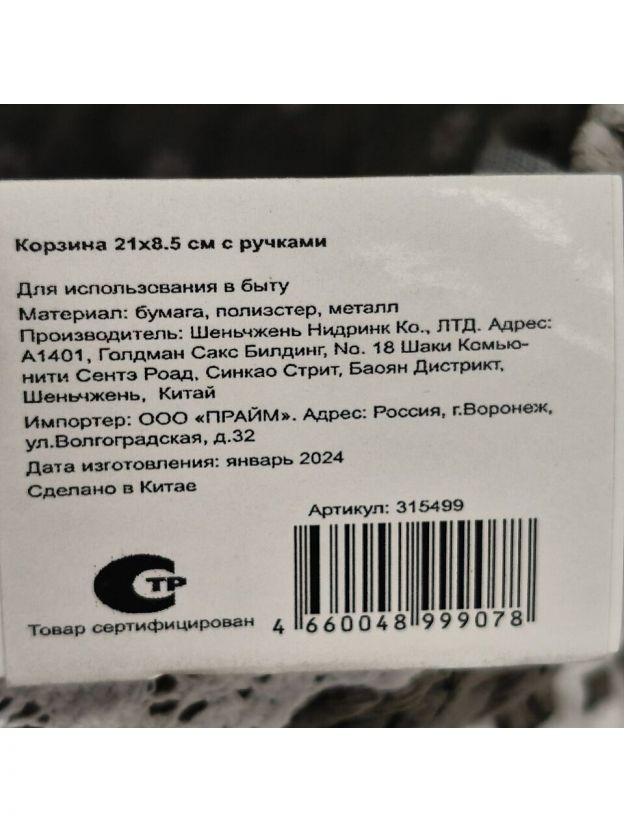 Корзина 21х8.5 см с ручками
Для использования в быту
Материал: бумага, полиэстер, металл
Производитель: Шеньчжень Нидринк Ко., ЛТД. Адрес:
А1401, Голдман Сакс Билдинг, No. 18 Шаки Комью-
нити Сентэ Роад, Синкао Стрит, Баоян Дистрикт,
Шеньчжень, Китай
Импортер: ООО «ПРАЙМ». Адрес: Россия, г.Воронеж,
ул.Волгоградская, д.32
Дата изготовления: январь 2024
Сделано в Китае
Артикул: 315499
СТР
Товар сертифицирован
4 660048 999078